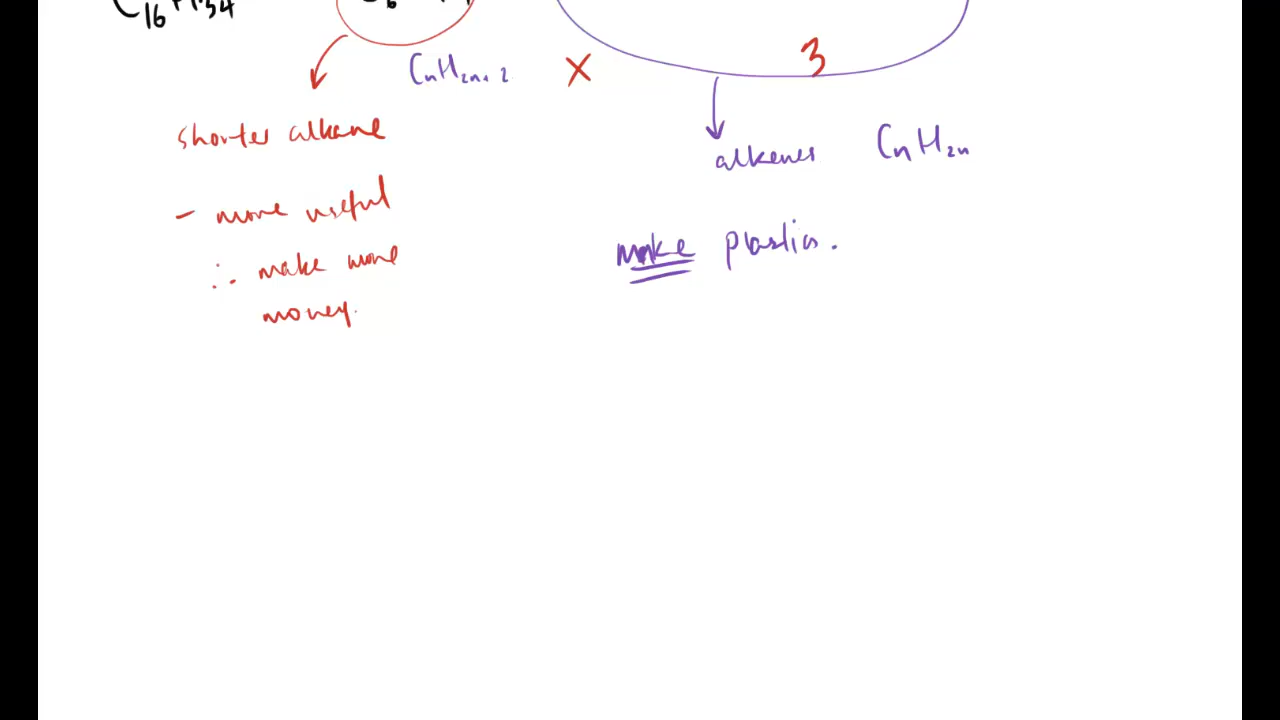 C16H34
CnH2n+2 X 3
shorter alkane
alkenes CnH2n
- more useful
make plastics.
∴ make more
money.